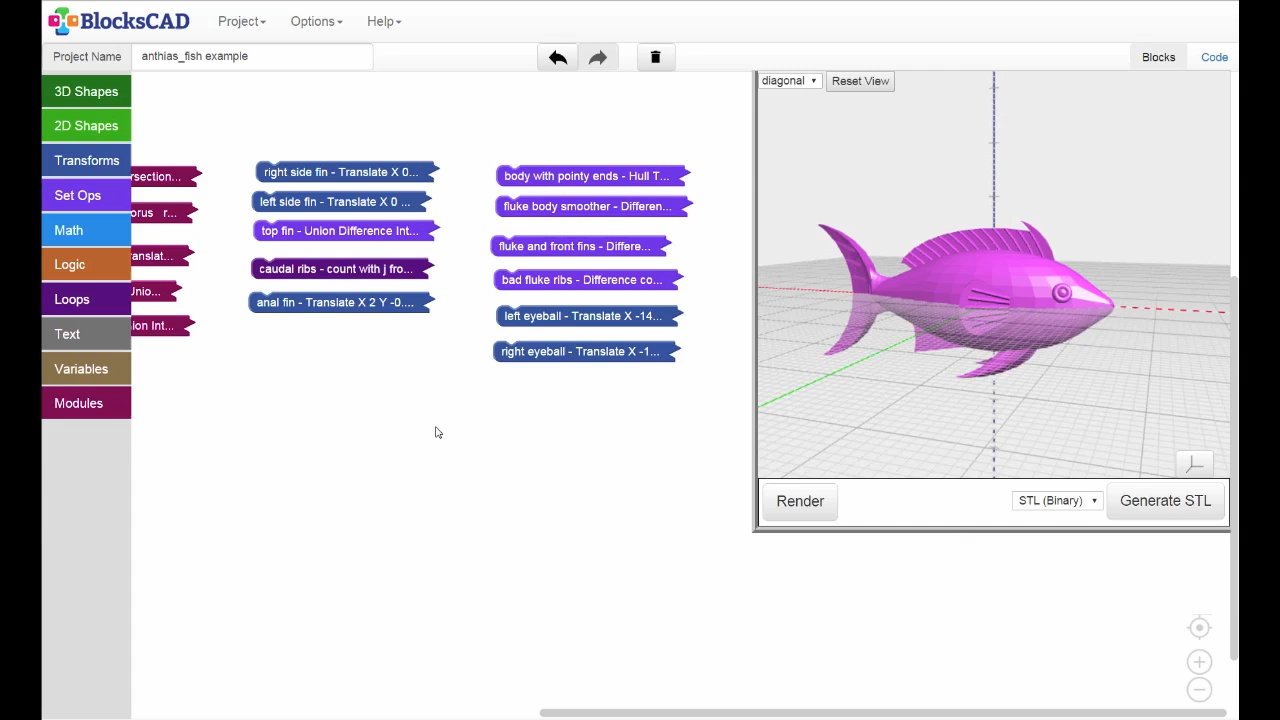 BlocksCAD
Project
Options
Help
Project Name
anthias_fish example
Blocks
Code
3D Shapes
2D Shapes
Transforms
Set Ops
Math
Logic
Loops
Text
Variables
Modules
rsection...
orus r...
anslat...
Unio...
ion Int...
right side fin - Translate X 0...
left side fin - Translate X 0 ...
top fin - Union Difference Int...
caudal ribs - count with j fro...
anal fin - Translate X 2 Y -0....
body with pointy ends - Hull T...
fluke body smoother - Differen...
fluke and front fins - Differe...
bad fluke ribs - Difference co...
left eyeball - Translate X -14...
right eyeball - Translate X -1...
diagonal
Reset View
Render
STL (Binary)
Generate STL